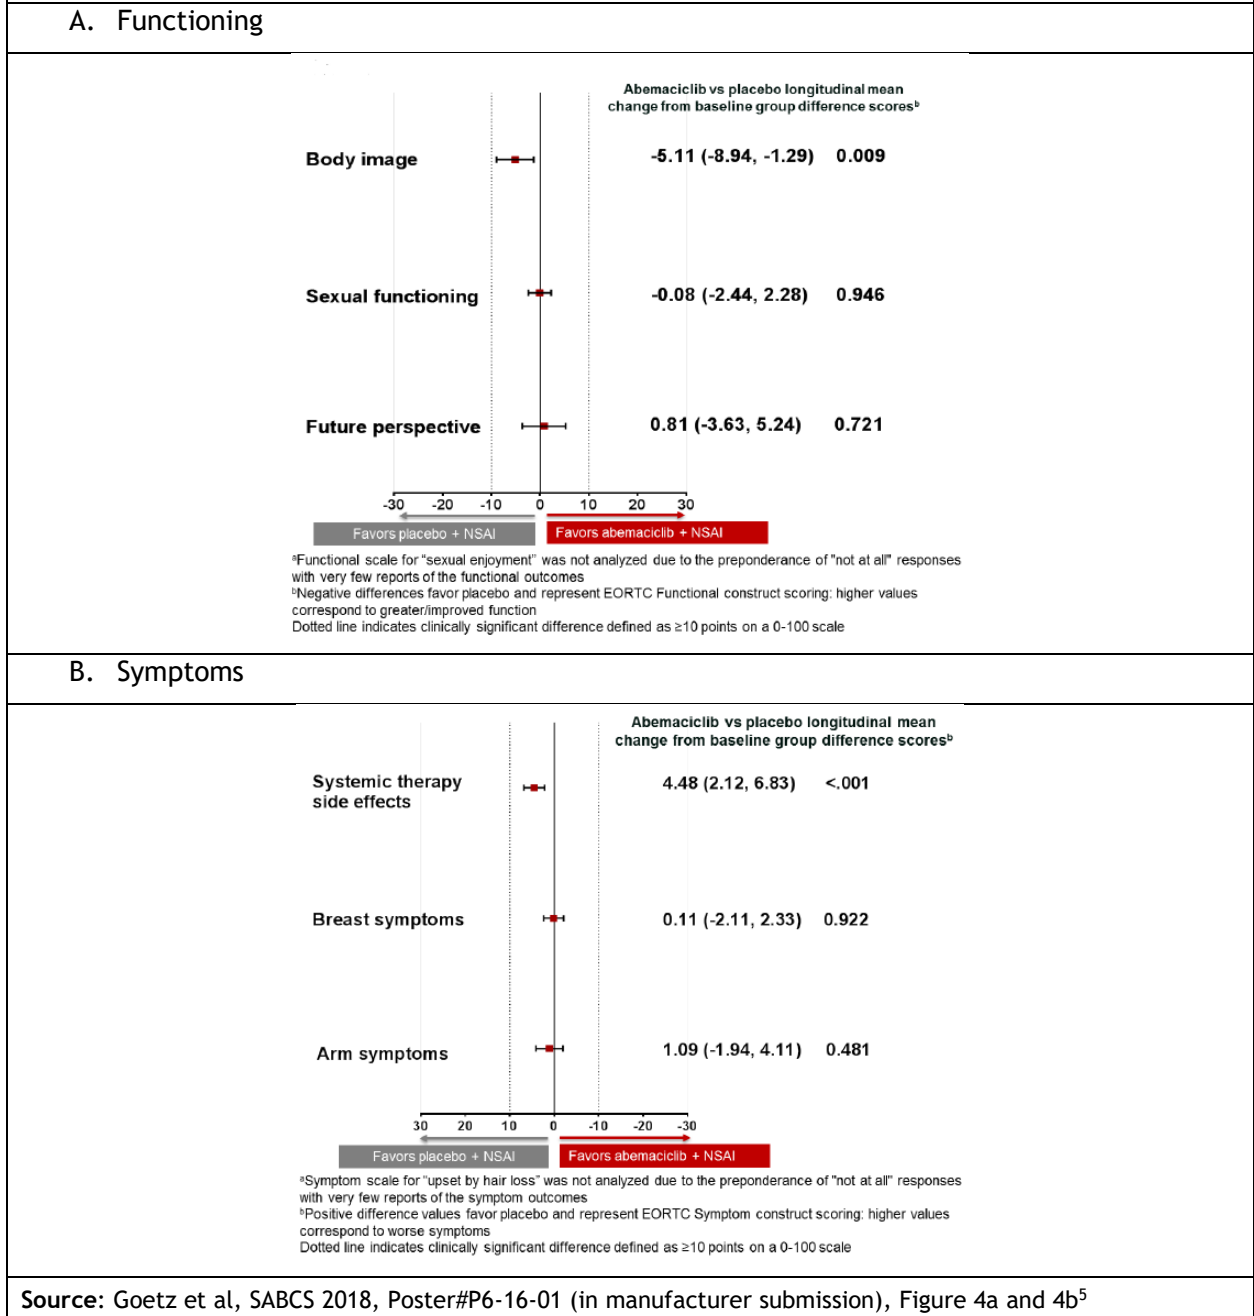 A. Functioning
Abemaciclib vs placebo longitudinal mean
change from baseline group difference scoresᵇ
Body image -5.11 (-8.94, -1.29) 0.009
Sexual functioning -0.08 (-2.44, 2.28) 0.946
Future perspective 0.81 (-3.63, 5.24) 0.721
-30 -20 -10 0 10 20 30
Favors placebo + NSAI Favors abemaciclib + NSAI
ᵃFunctional scale for “sexual enjoyment” was not analyzed due to the preponderance of "not at all" responses
with very few reports of the functional outcomes
ᵇNegative differences favor placebo and represent EORTC Functional construct scoring: higher values
correspond to greater/improved function
Dotted line indicates clinically significant difference defined as ≥10 points on a 0-100 scale
B. Symptoms
Abemaciclib vs placebo longitudinal mean
change from baseline group difference scoresᵇ
Systemic therapy 4.48 (2.12, 6.83) <.001
side effects
Breast symptoms 0.11 (-2.11, 2.33) 0.922
Arm symptoms 1.09 (-1.94, 4.11) 0.481
30 20 10 0 -10 -20 -30
Favors placebo + NSAI Favors abemaciclib + NSAI
ᵃSymptom scale for “upset by hair loss” was not analyzed due to the preponderance of "not at all" responses
with very few reports of the symptom outcomes
ᵇPositive difference values favor placebo and represent EORTC Symptom construct scoring: higher values
correspond to worse symptoms
Dotted line indicates clinically significant difference defined as ≥10 points on a 0-100 scale
Source: Goetz et al, SABCS 2018, Poster#P6-16-01 (in manufacturer submission), Figure 4a and 4b⁵